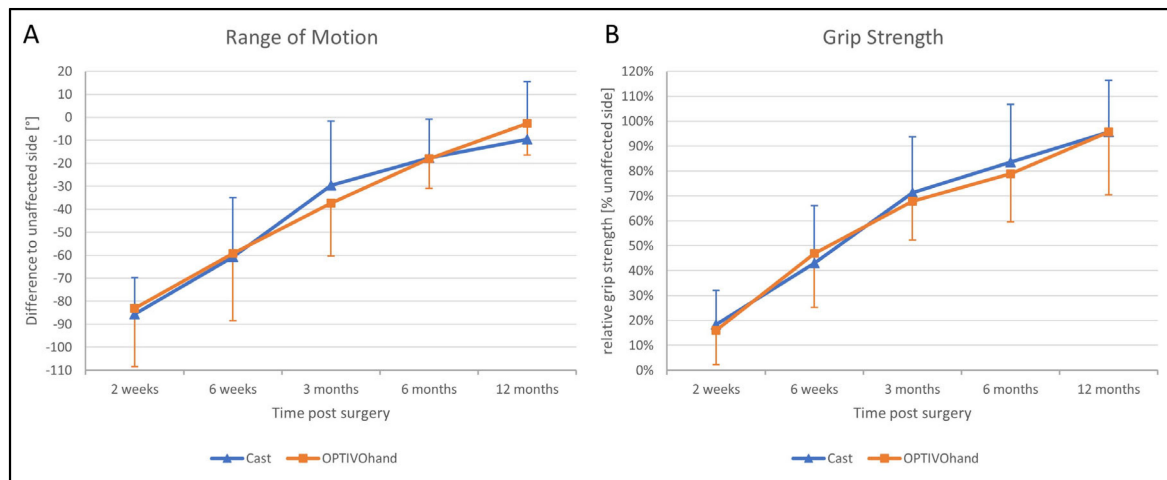 A
Range of Motion
Difference to unaffected side [°]
20
10
0
-10
-20
-30
-40
-50
-60
-70
-80
-90
-100
-110
2 weeks 6 weeks 3 months 6 months 12 months
Time post surgery
Cast OPTIVOhand
B
Grip Strength
relative grip strength [% unaffected side]
120%
110%
100%
90%
80%
70%
60%
50%
40%
30%
20%
10%
0%
2 weeks 6 weeks 3 months 6 months 12 months
Time post surgery
Cast OPTIVOhand